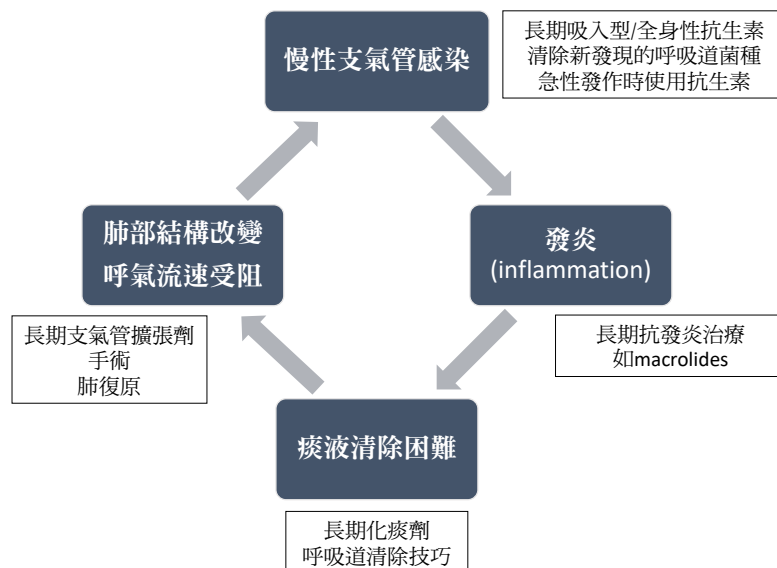 慢性支氣管感染
長期吸入型/全身性抗生素
清除新發現的呼吸道菌種
急性發作時使用抗生素
肺部結構改變
呼氣流速受阻
發炎
(inflammation)
長期支氣管擴張劑
手術
肺復原
長期抗發炎治療
如macrolides
痰液清除困難
長期化痰劑
呼吸道清除技巧